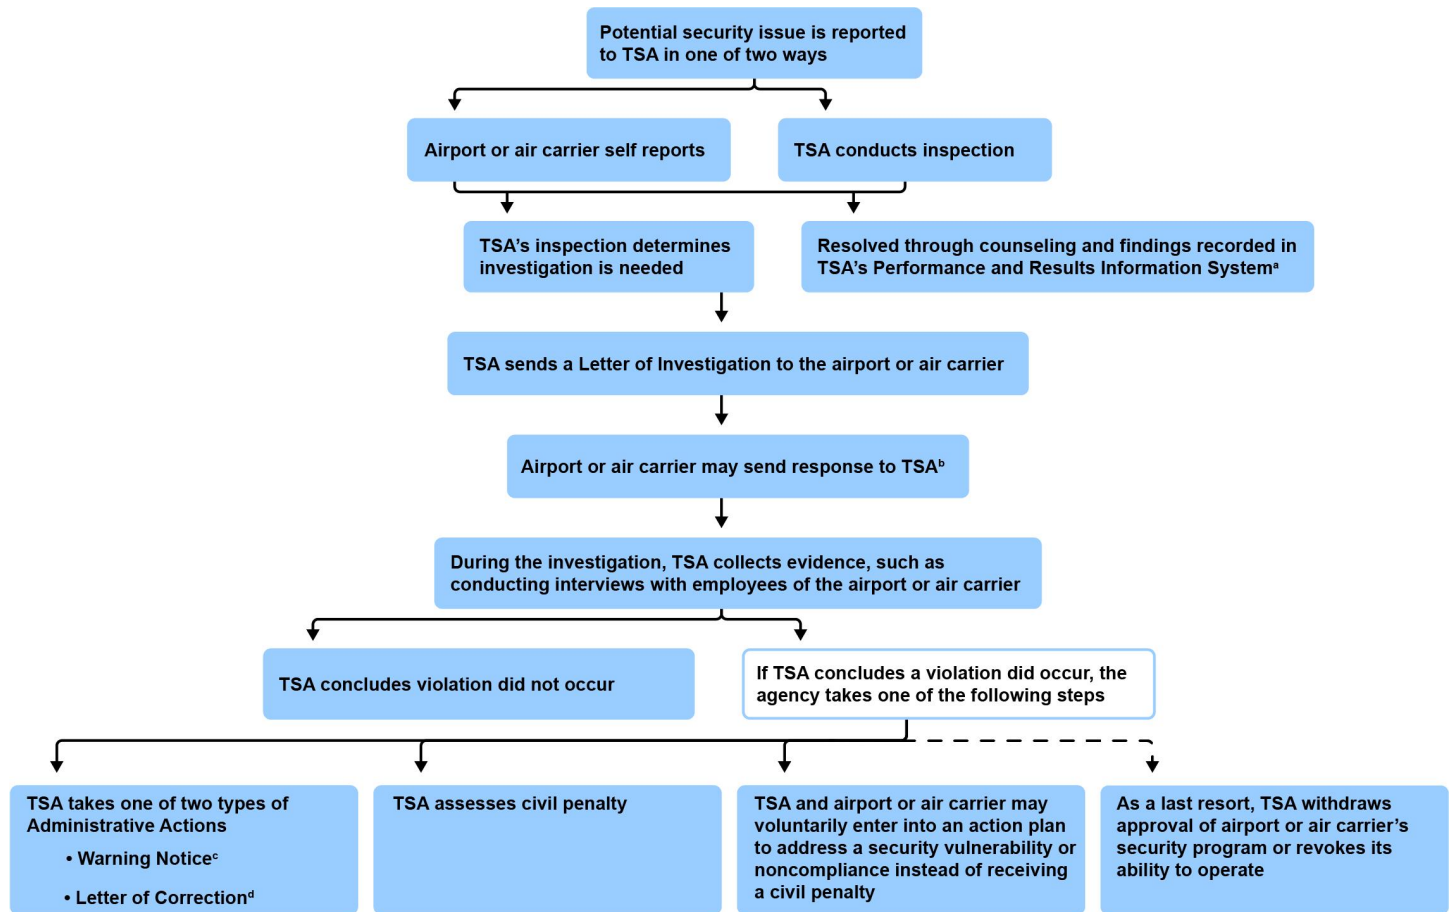 Potential security issue is reported
to TSA in one of two ways
Airport or air carrier self reports
TSA conducts inspection
TSA’s inspection determines
investigation is needed
Resolved through counseling and findings recorded in
TSA’s Performance and Results Information Systemᵃ
TSA sends a Letter of Investigation to the airport or air carrier
Airport or air carrier may send response to TSAᵇ
During the investigation, TSA collects evidence, such as
conducting interviews with employees of the airport or air carrier
TSA concludes violation did not occur
If TSA concludes a violation did occur, the
agency takes one of the following steps
TSA takes one of two types of
Administrative Actions
• Warning Noticeᶜ
• Letter of Correctionᵈ
TSA assesses civil penalty
TSA and airport or air carrier may
voluntarily enter into an action plan
to address a security vulnerability or
noncompliance instead of receiving
a civil penalty
As a last resort, TSA withdraws
approval of airport or air carrier’s
security program or revokes its
ability to operate